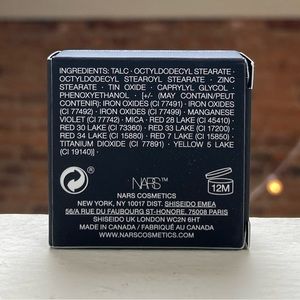 INGREDIENTS: TALC · OCTYLDODECYL STEARATE ·
OCTYLDODECYL STEAROYL STEARATE · ZINC
STEARATE · TIN OXIDE · CAPRYLYL GLYCOL ·
PHENOXYETHANOL · [+/- (MAY CONTAIN/PEUT
CONTENIR): IRON OXIDES (CI 77491) · IRON OXIDES
(CI 77492) · IRON OXIDES (CI 77499) · MANGANESE
VIOLET (CI 77742) · MICA · RED 28 LAKE (CI 45410) ·
RED 30 LAKE (CI 73360) · RED 33 LAKE (CI 17200) ·
RED 34 LAKE (CI 15880) · RED 7 LAKE (CI 15850) ·
TITANIUM DIOXIDE (CI 77891) · YELLOW 5 LAKE
(CI 19140)]
NARS™
12M
NARS COSMETICS
NEW YORK, NY 10017 DIST. SHISEIDO EMEA
56/A RUE DU FAUBOURG ST-HONORE, 75008 PARIS
SHISEIDO UK LONDON WC2N 6HT
MADE IN CANADA / FABRIQUÉ AU CANADA
WWW.NARSCOSMETICS.COM